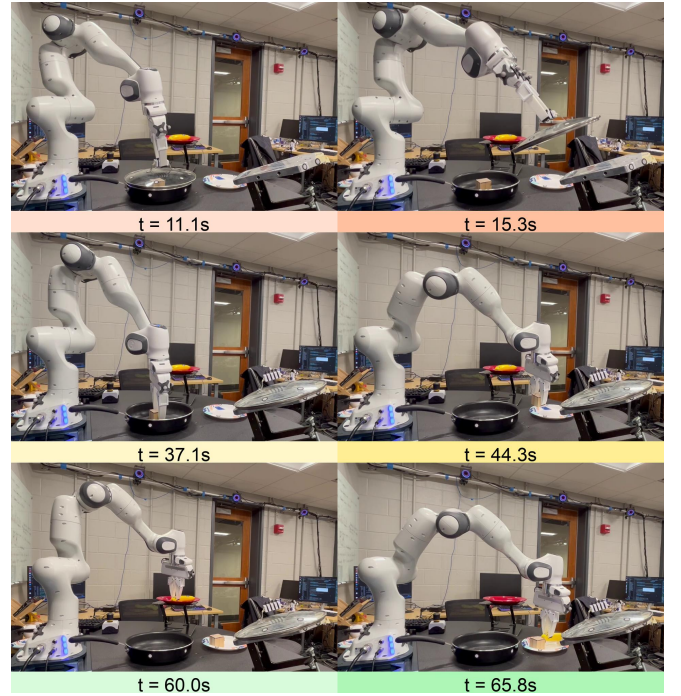 t = 11.1s
t = 15.3s
t = 37.1s
t = 44.3s
t = 60.0s
t = 65.8s